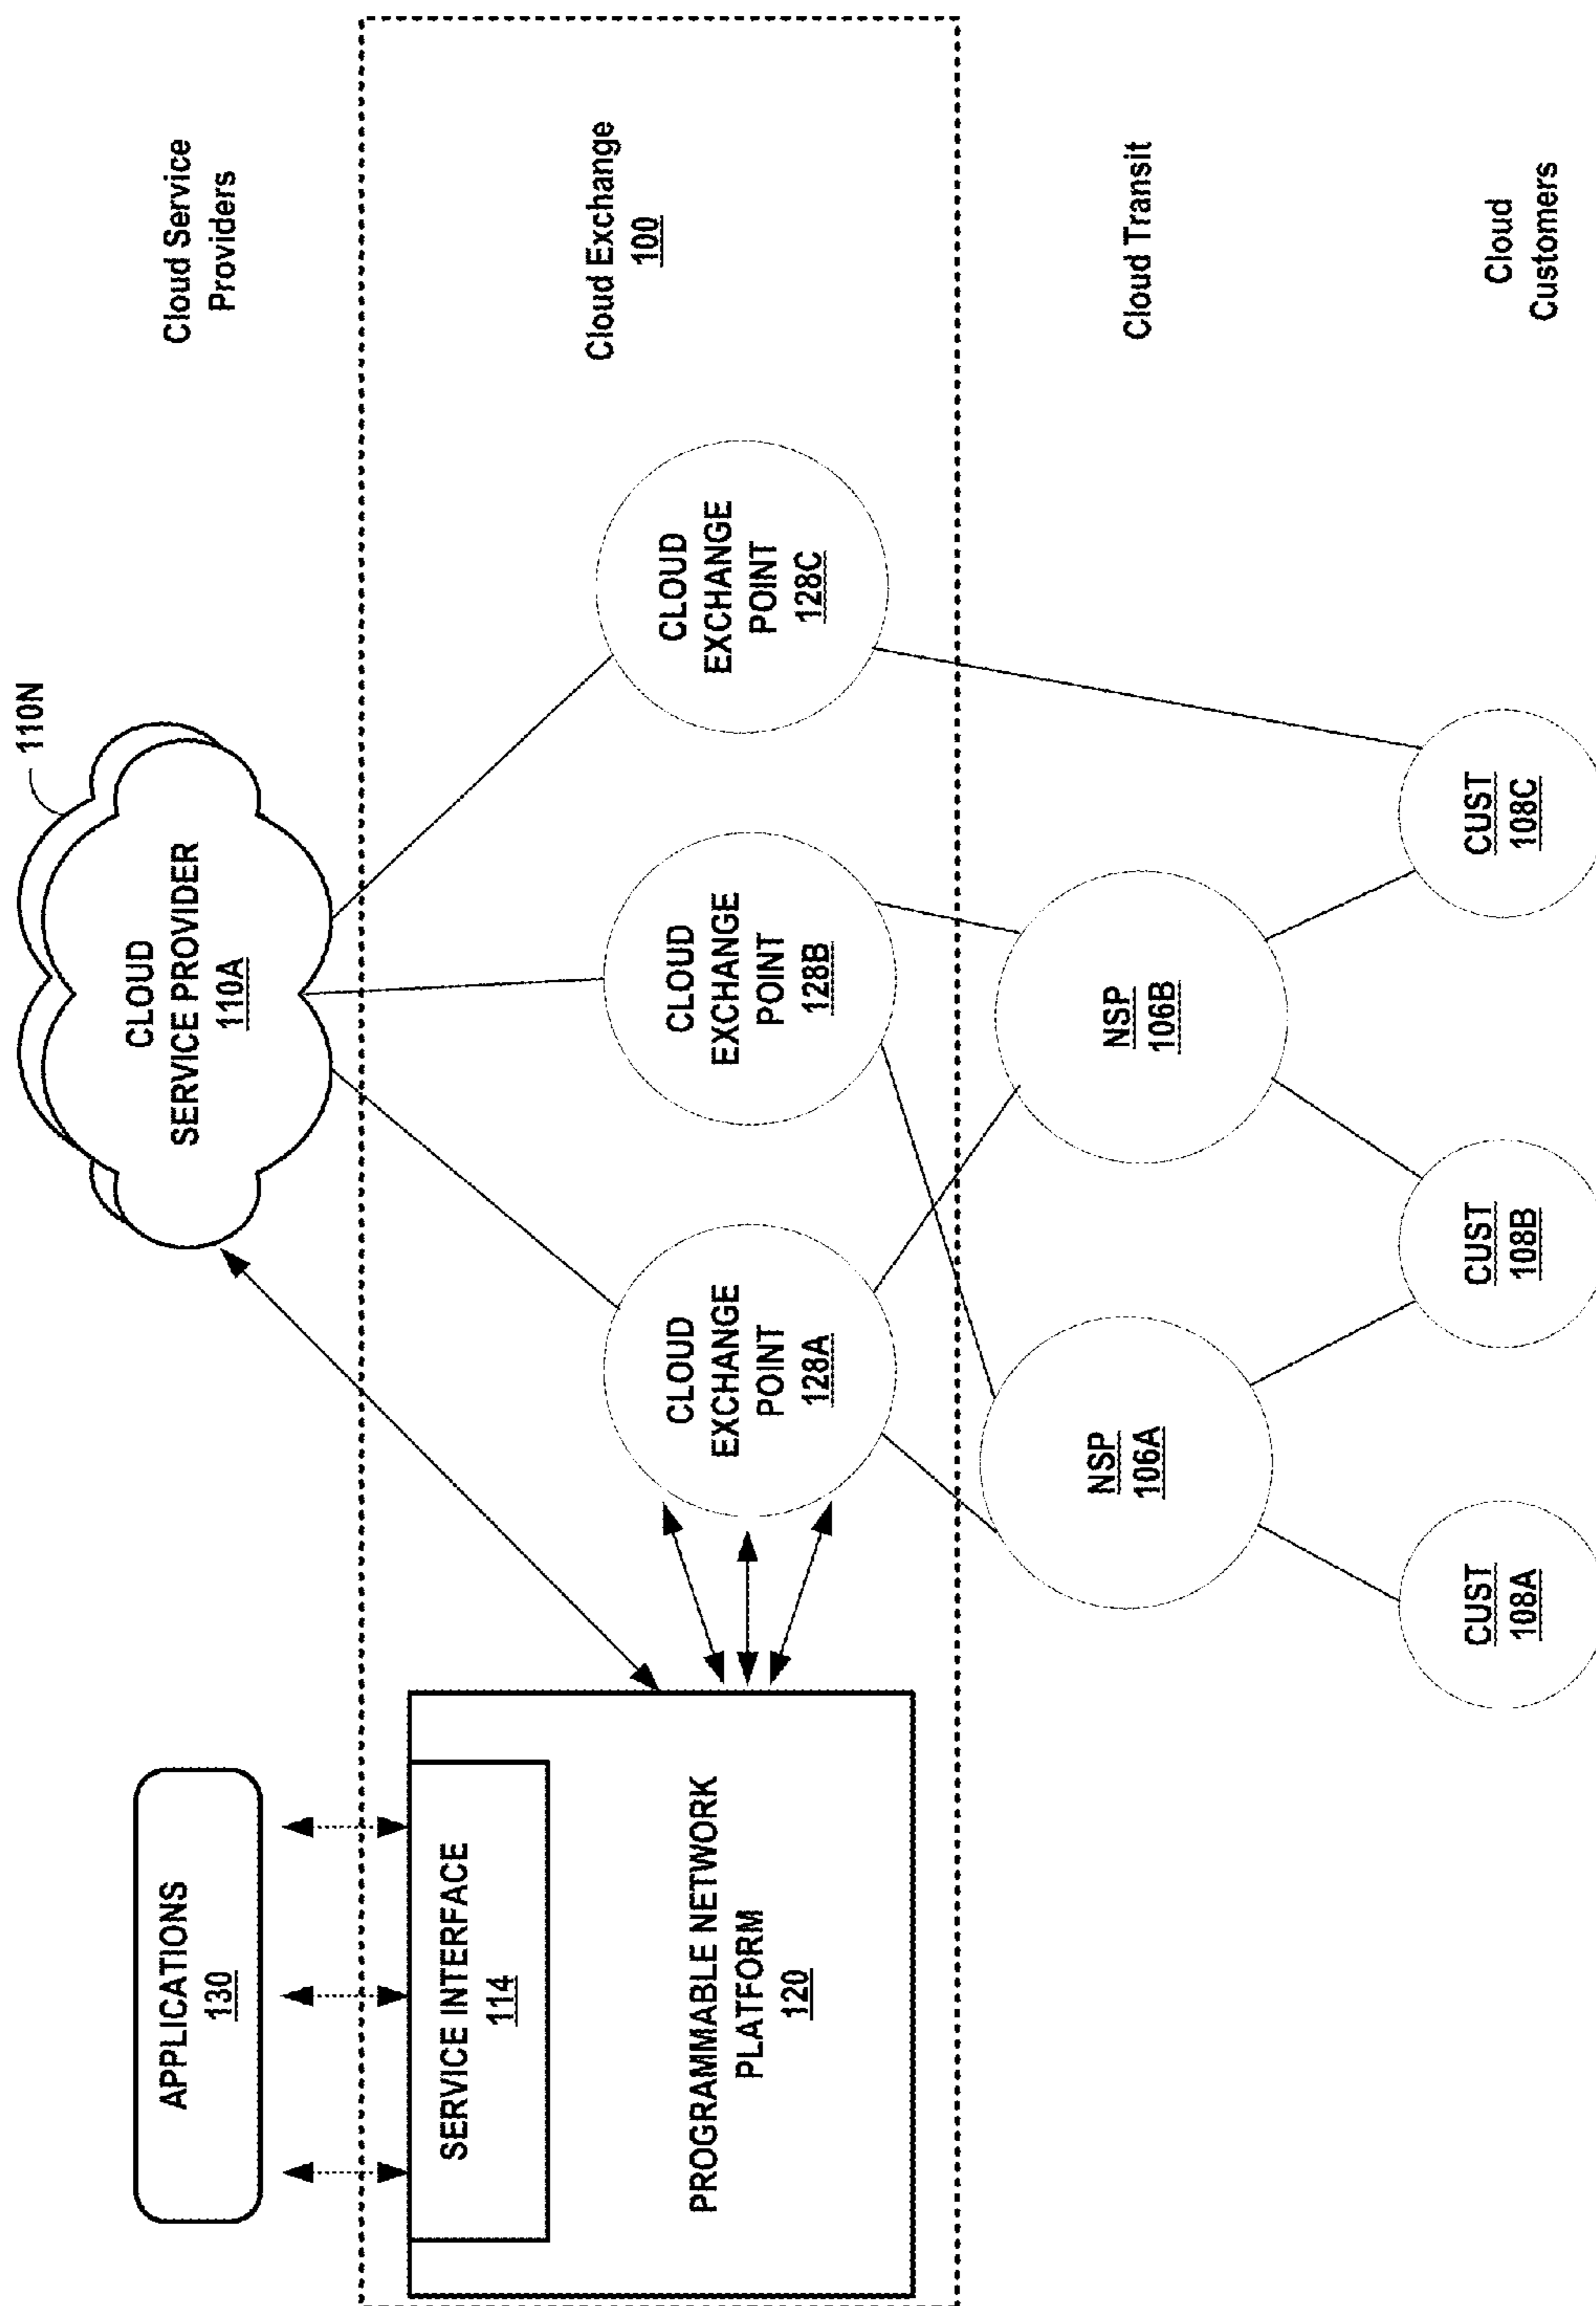 110N
CLOUD
SERVICE PROVIDER
110A
Cloud Service
Providers
APPLICATIONS
130
SERVICE INTERFACE
114
PROGRAMMABLE NETWORK
PLATFORM
120
CLOUD
EXCHANGE
POINT
128A
CLOUD
EXCHANGE
POINT
128B
CLOUD
EXCHANGE
POINT
128C
Cloud Exchange
100
NSP
106A
NSP
106B
Cloud Transit
CUST
108A
CUST
108B
CUST
108C
Cloud
Customers